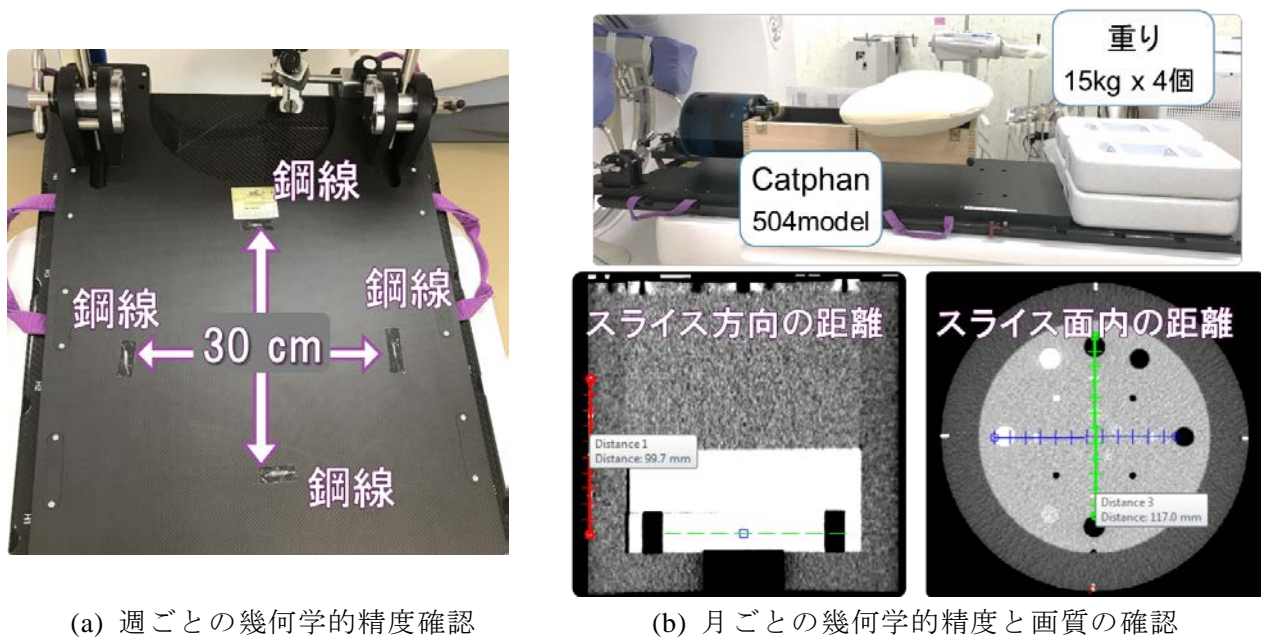 鋼線
鋼線
鋼線
30 cm
鋼線
(a) 週ごとの幾何学的精度確認
重り
15kg x 4個
Catphan
504model
スライス方向の距離
Distance 1
Distance: 99.7 mm
スライス面内の距離
Distance 3
Distance: 117.0 mm
(b) 月ごとの幾何学的精度と画質の確認